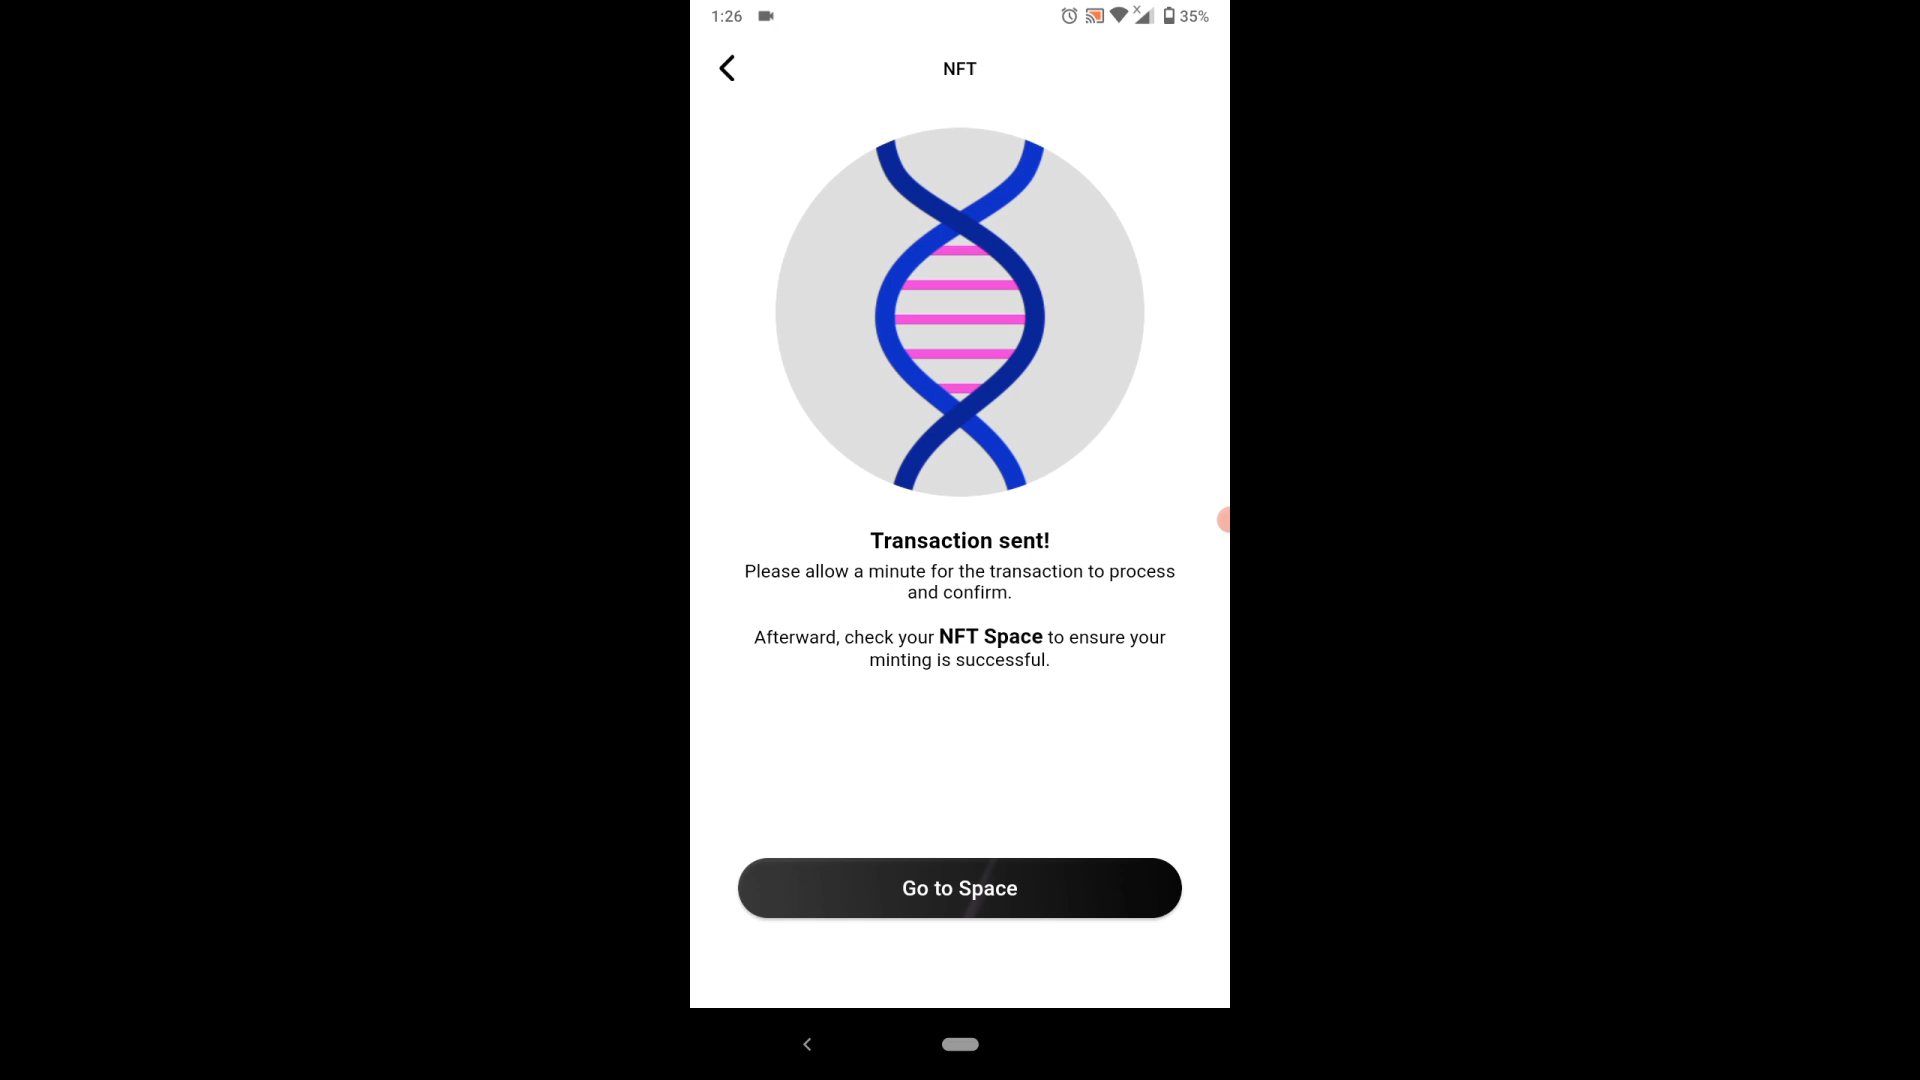 1:26
35%
NFT
Transaction sent!
Please allow a minute for the transaction to process
and confirm.
Afterward, check your NFT Space to ensure your
minting is successful.
Go to Space